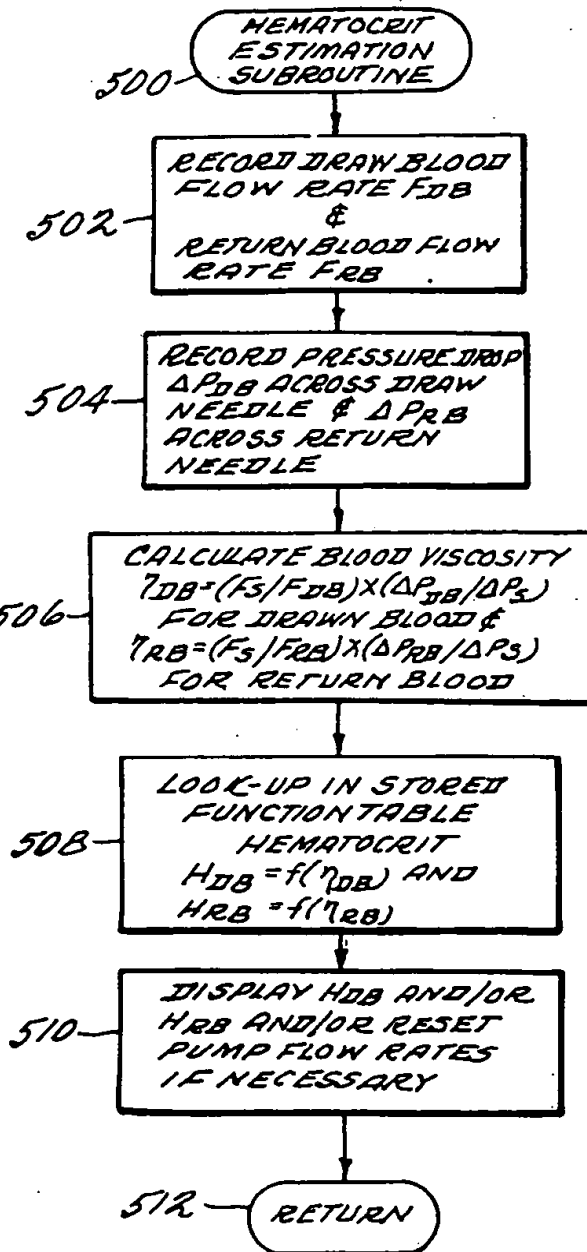 HEMATOCRIT
ESTIMATION
SUBROUTINE
500
RECORD DRAW BLOOD
FLOW RATE FDB
&
RETURN BLOOD FLOW
RATE FRB
502
RECORD PRESSURE DROP
ΔPDB ACROSS DRAW
NEEDLE & ΔPRB
ACROSS RETURN
NEEDLE
504
CALCULATE BLOOD VISCOSITY
ηDB=(FS/FDB)X(ΔPDB/ΔPS)
FOR DRAWN BLOOD &
ηRB=(FS/FRB)X(ΔPRB/ΔPS)
FOR RETURN BLOOD
506
LOOK-UP IN STORED
FUNCTION TABLE
HEMATOCRIT
HDB = f(ηDB) AND
HRB = f(ηRB)
508
DISPLAY HDB AND/OR
HRB AND/OR RESET
PUMP FLOW RATES
IF NECESSARY
510
RETURN
512